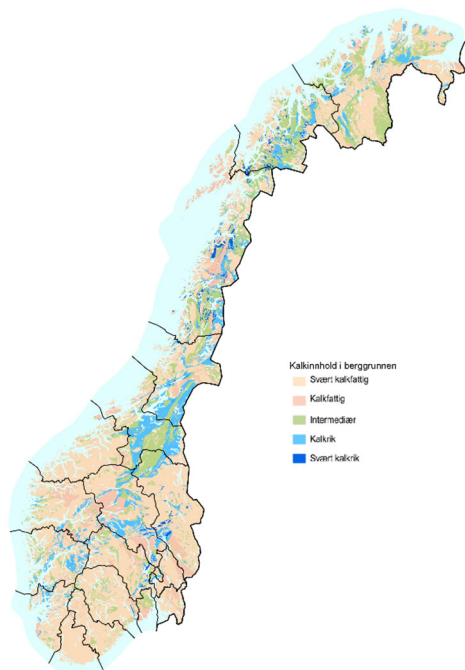 Kalkinnhold i berggrunnen
Svært kalkfattig
Kalkfattig
Intermediær
Kalkrik
Svært kalkrik